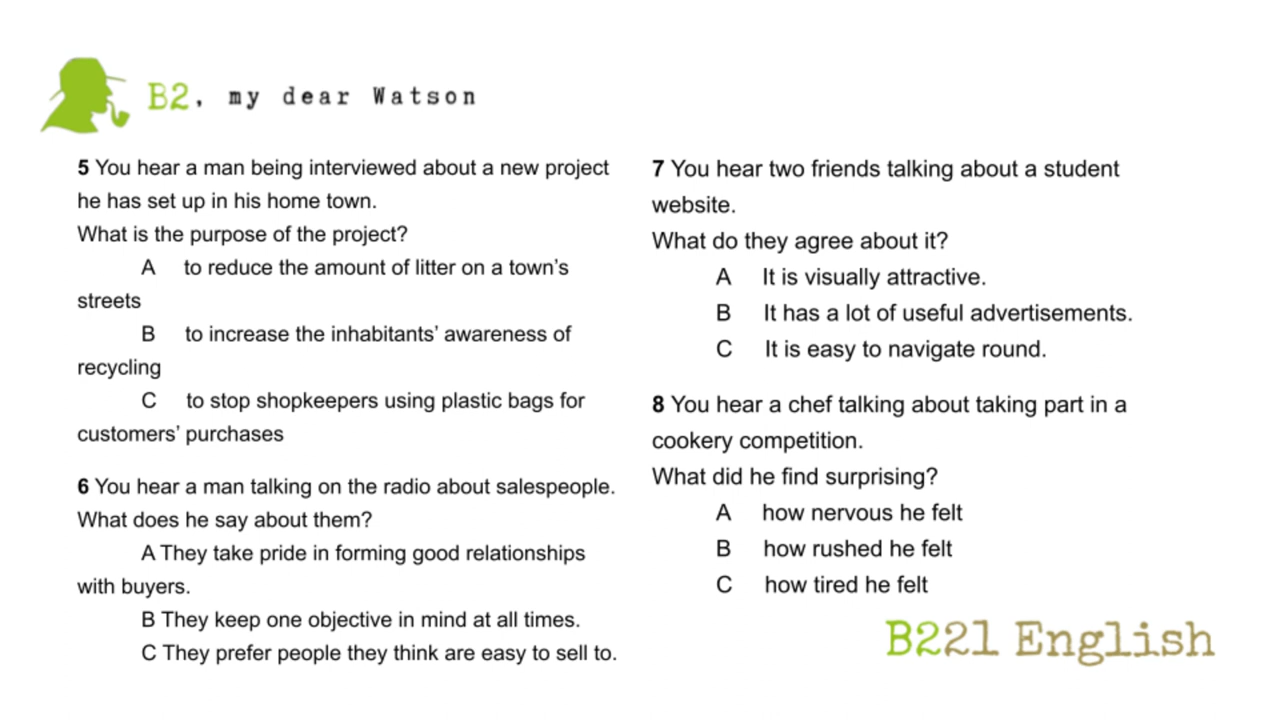 B2, my dear Watson
5 You hear a man being interviewed about a new project
he has set up in his home town.
What is the purpose of the project?
A to reduce the amount of litter on a town’s
streets
B to increase the inhabitants’ awareness of
recycling
C to stop shopkeepers using plastic bags for
customers’ purchases
6 You hear a man talking on the radio about salespeople.
What does he say about them?
A They take pride in forming good relationships
with buyers.
B They keep one objective in mind at all times.
C They prefer people they think are easy to sell to.
7 You hear two friends talking about a student
website.
What do they agree about it?
A It is visually attractive.
B It has a lot of useful advertisements.
C It is easy to navigate round.
8 You hear a chef talking about taking part in a
cookery competition.
What did he find surprising?
A how nervous he felt
B how rushed he felt
C how tired he felt
B221 English